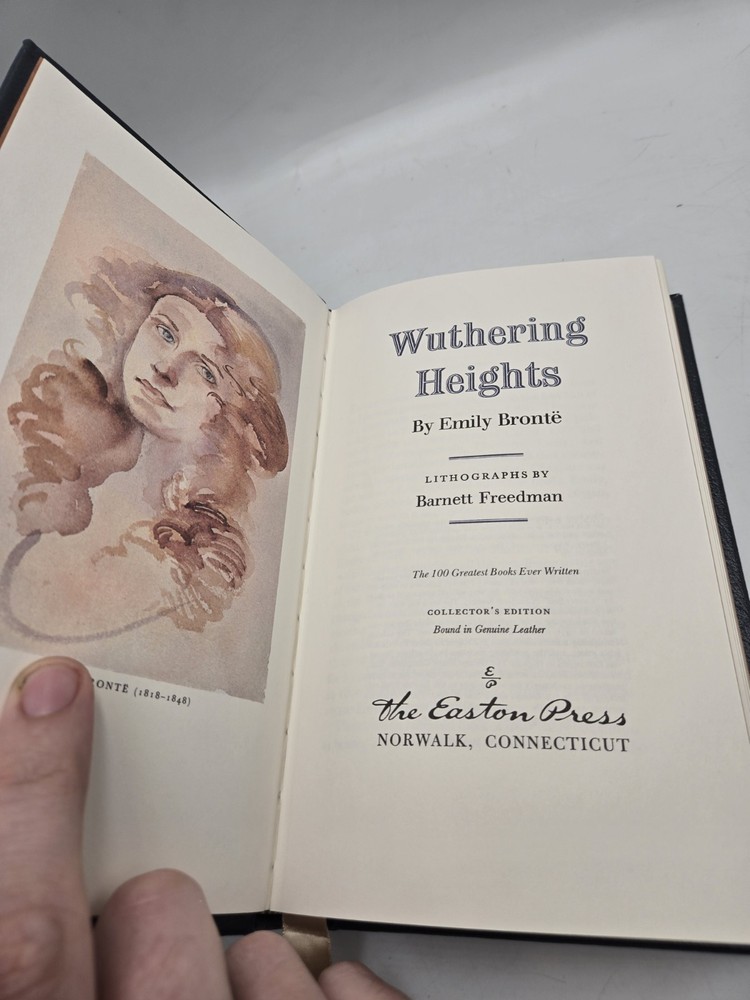 ONTË (1818-1848)
Wuthering
Heights
By Emily Brontë
LITHOGRAPHS BY
Barnett Freedman
The 100 Greatest Books Ever Written
COLLECTOR'S EDITION
Bound in Genuine Leather
E
P
The Easton Press
NORWALK, CONNECTICUT